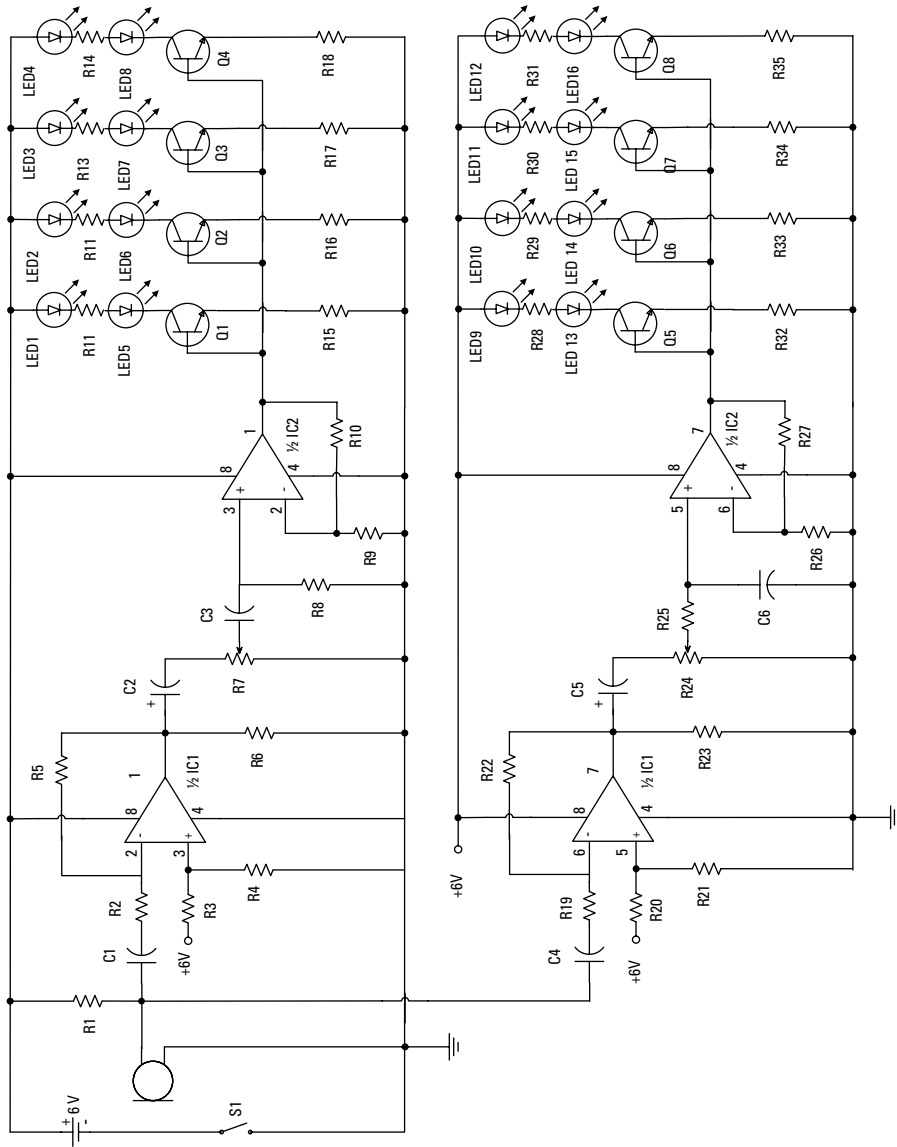 LED4
R14
LED8
Q4
R18
LED3
R13
LED7
Q3
R17
LED2
R11
LED6
Q2
R16
LED1
R11
LED5
Q1
R15
1
½ IC2
8
4
+
-
3
2
R10
R9
R8
C3
R7
C2
+
R5
1
½ IC1
8
4
-
+
2
3
R6
R2
R3
R4
C1
+6V
R1
+
6 V
-
S1
LED12
R31
LED16
Q8
R35
LED11
R30
LED 15
Q7
R34
LED10
R29
LED 14
Q6
R33
LED9
R28
LED 13
Q5
R32
7
½ IC2
8
4
+
-
5
6
R27
R26
R25
C6
R24
C5
+
R22
7
½ IC1
8
4
-
+
6
5
R23
+6V
R19
R20
R21
C4
+6V